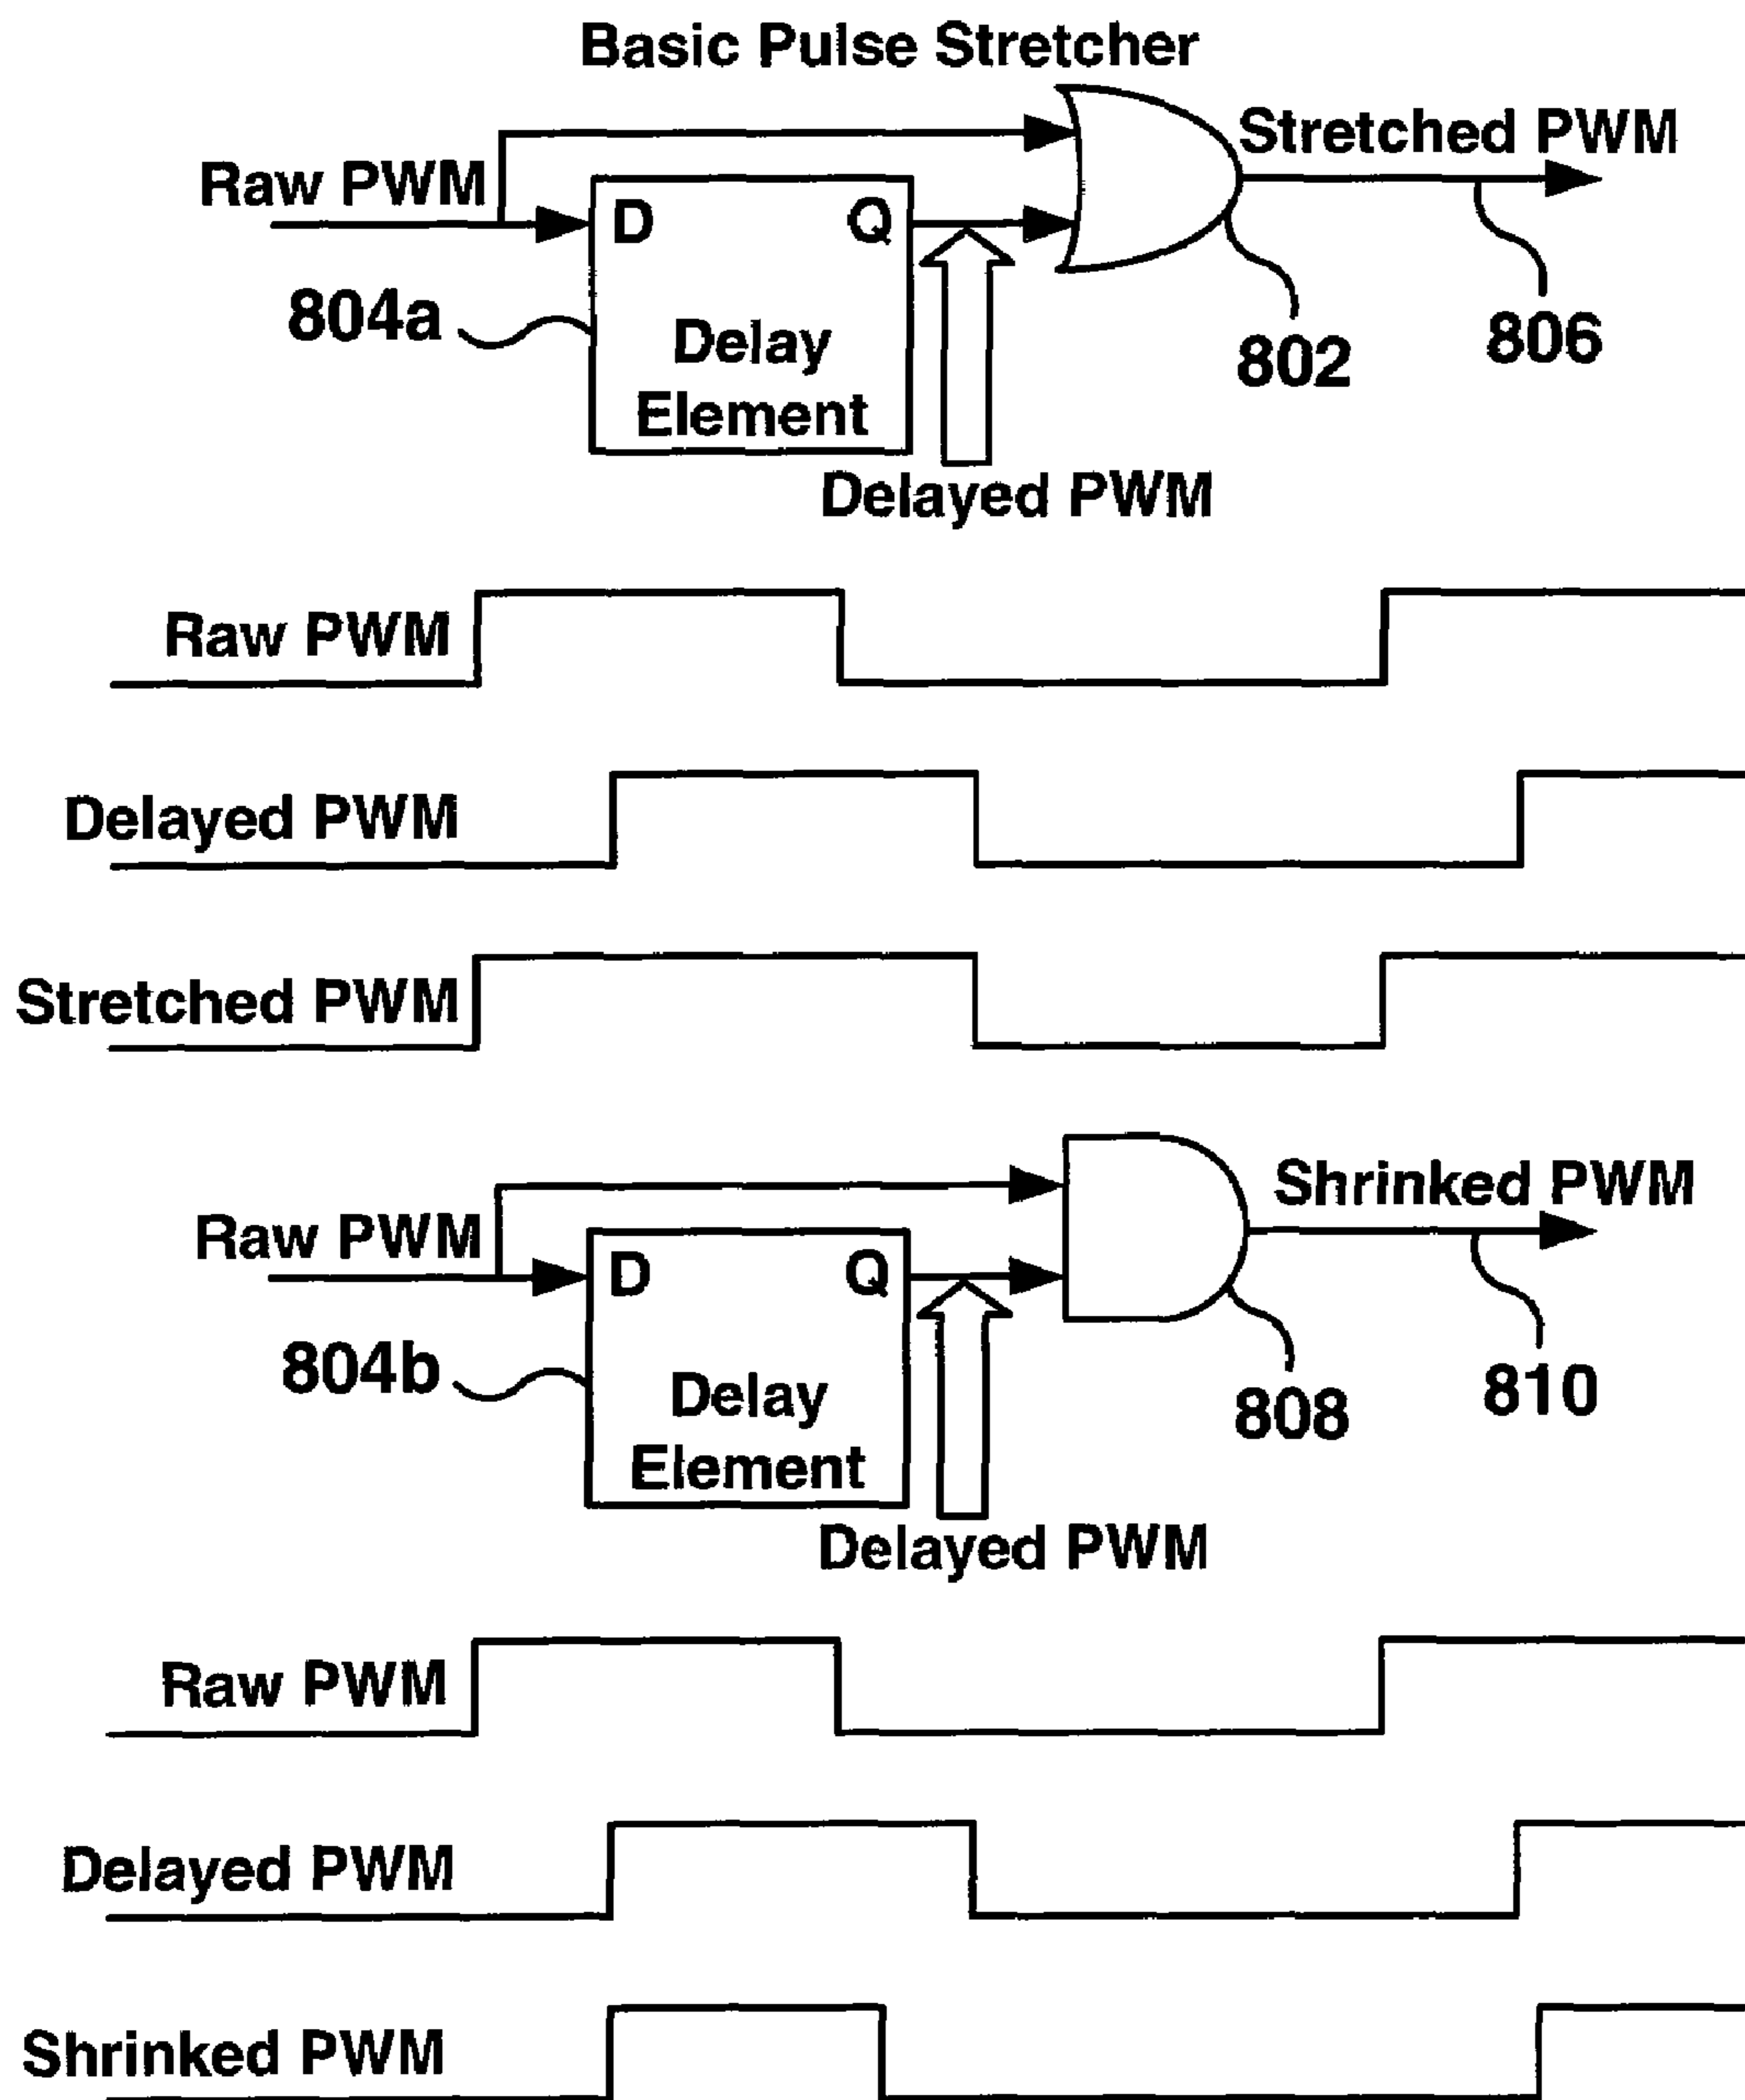 Basic Pulse Stretcher
Stretched PWM
Raw PWM
D
Q
804a
Delay
Element
802
806
Delayed PWM
Raw PWM
Delayed PWM
Stretched PWM
Shrinked PWM
Raw PWM
D
Q
804b
Delay
Element
808
810
Delayed PWM
Raw PWM
Delayed PWM
Shrinked PWM